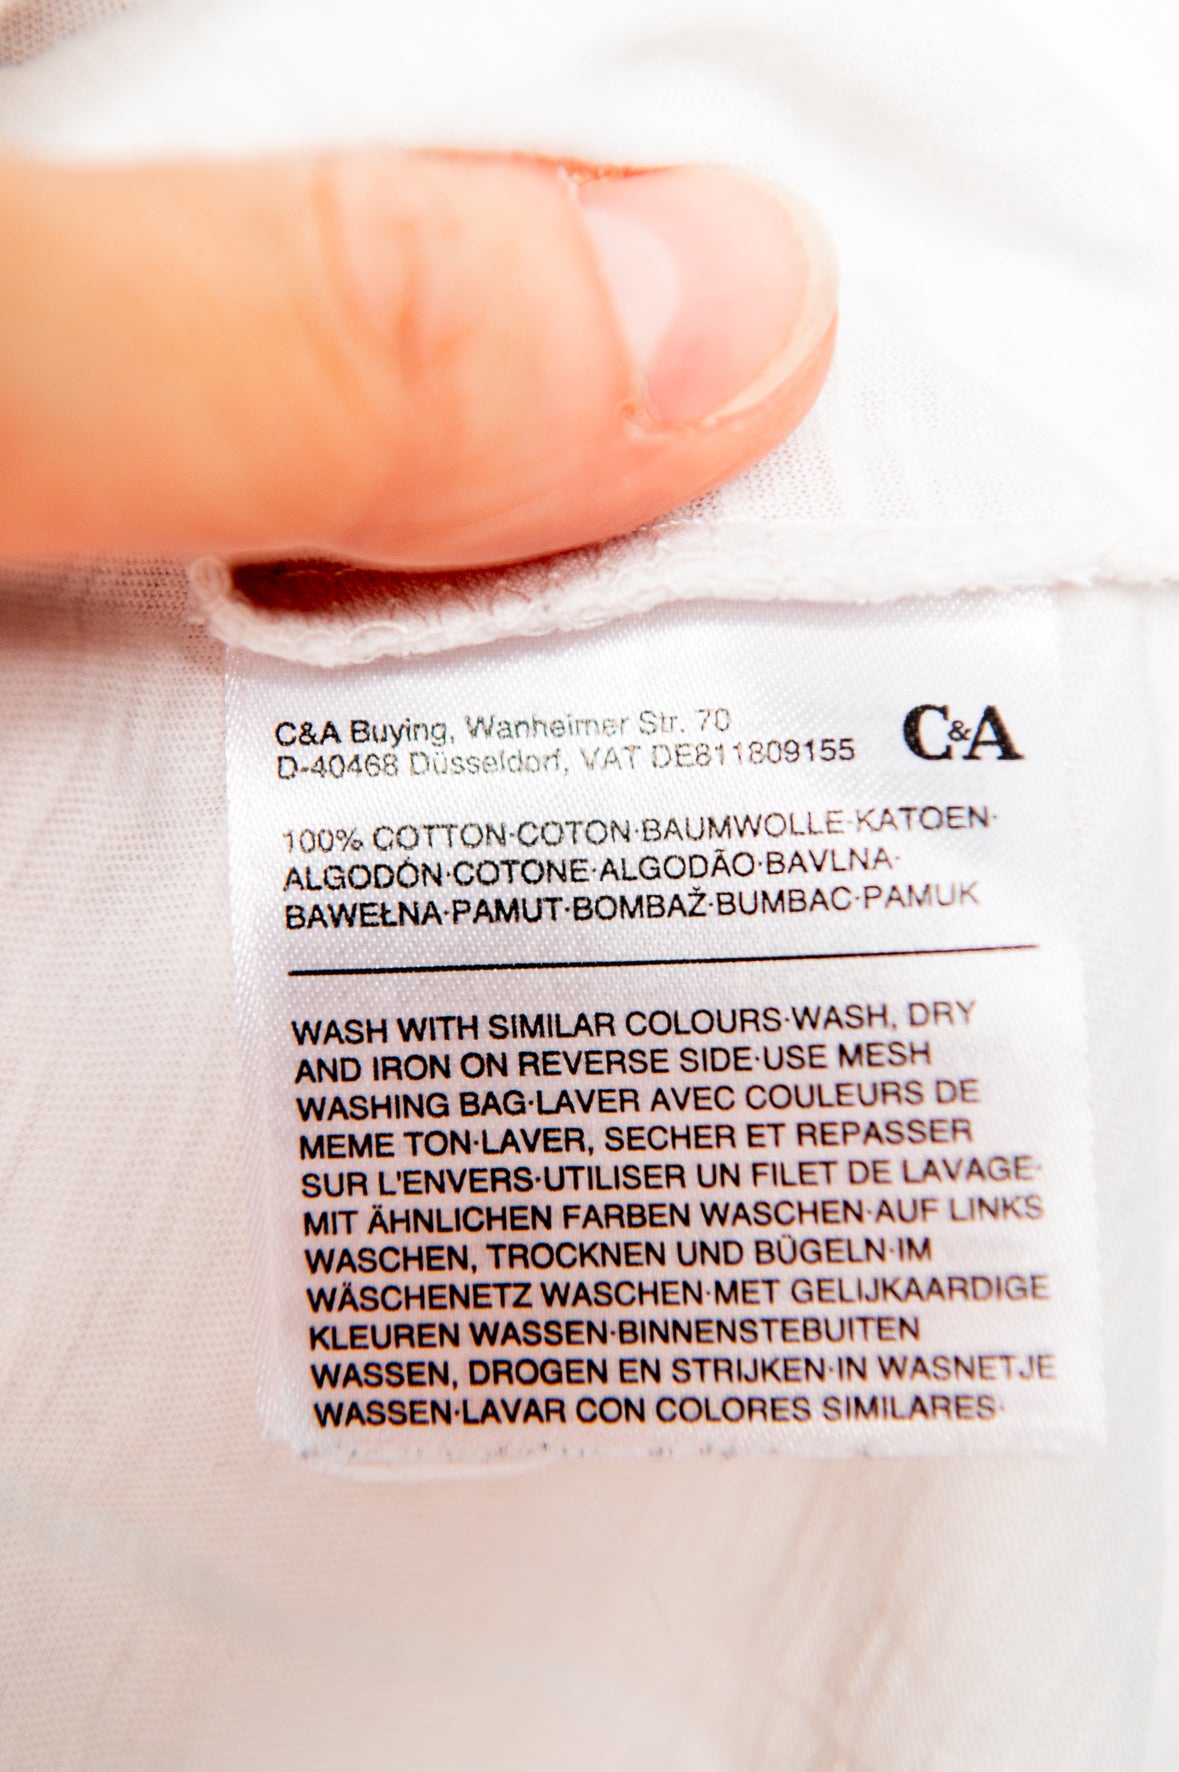 C&A Buying, Wanheimer Str. 70
D-40468 Düsseldorf, VAT DE811809155
C&A
100% COTTON·COTON·BAUMWOLLE·KATOEN·
ALGODÓN·COTONE·ALGODÃO·BAVLNA·
BAWEŁNA·PAMUT·BOMBAŽ·BUMBAC·PAMUK
WASH WITH SIMILAR COLOURS·WASH, DRY
AND IRON ON REVERSE SIDE·USE MESH
WASHING BAG·LAVER AVEC COULEURS DE
MEME TON·LAVER, SECHER ET REPASSER
SUR L'ENVERS·UTILISER UN FILET DE LAVAGE·
MIT ÄHNLICHEN FARBEN WASCHEN·AUF LINKS
WASCHEN, TROCKNEN UND BÜGELN·IM
WÄSCHENETZ WASCHEN·MET GELIJKAARDIGE
KLEUREN WASSEN·BINNENSTEBUITEN
WASSEN, DROGEN EN STRIJKEN·IN WASNETJE
WASSEN·LAVAR CON COLORES SIMILARES·